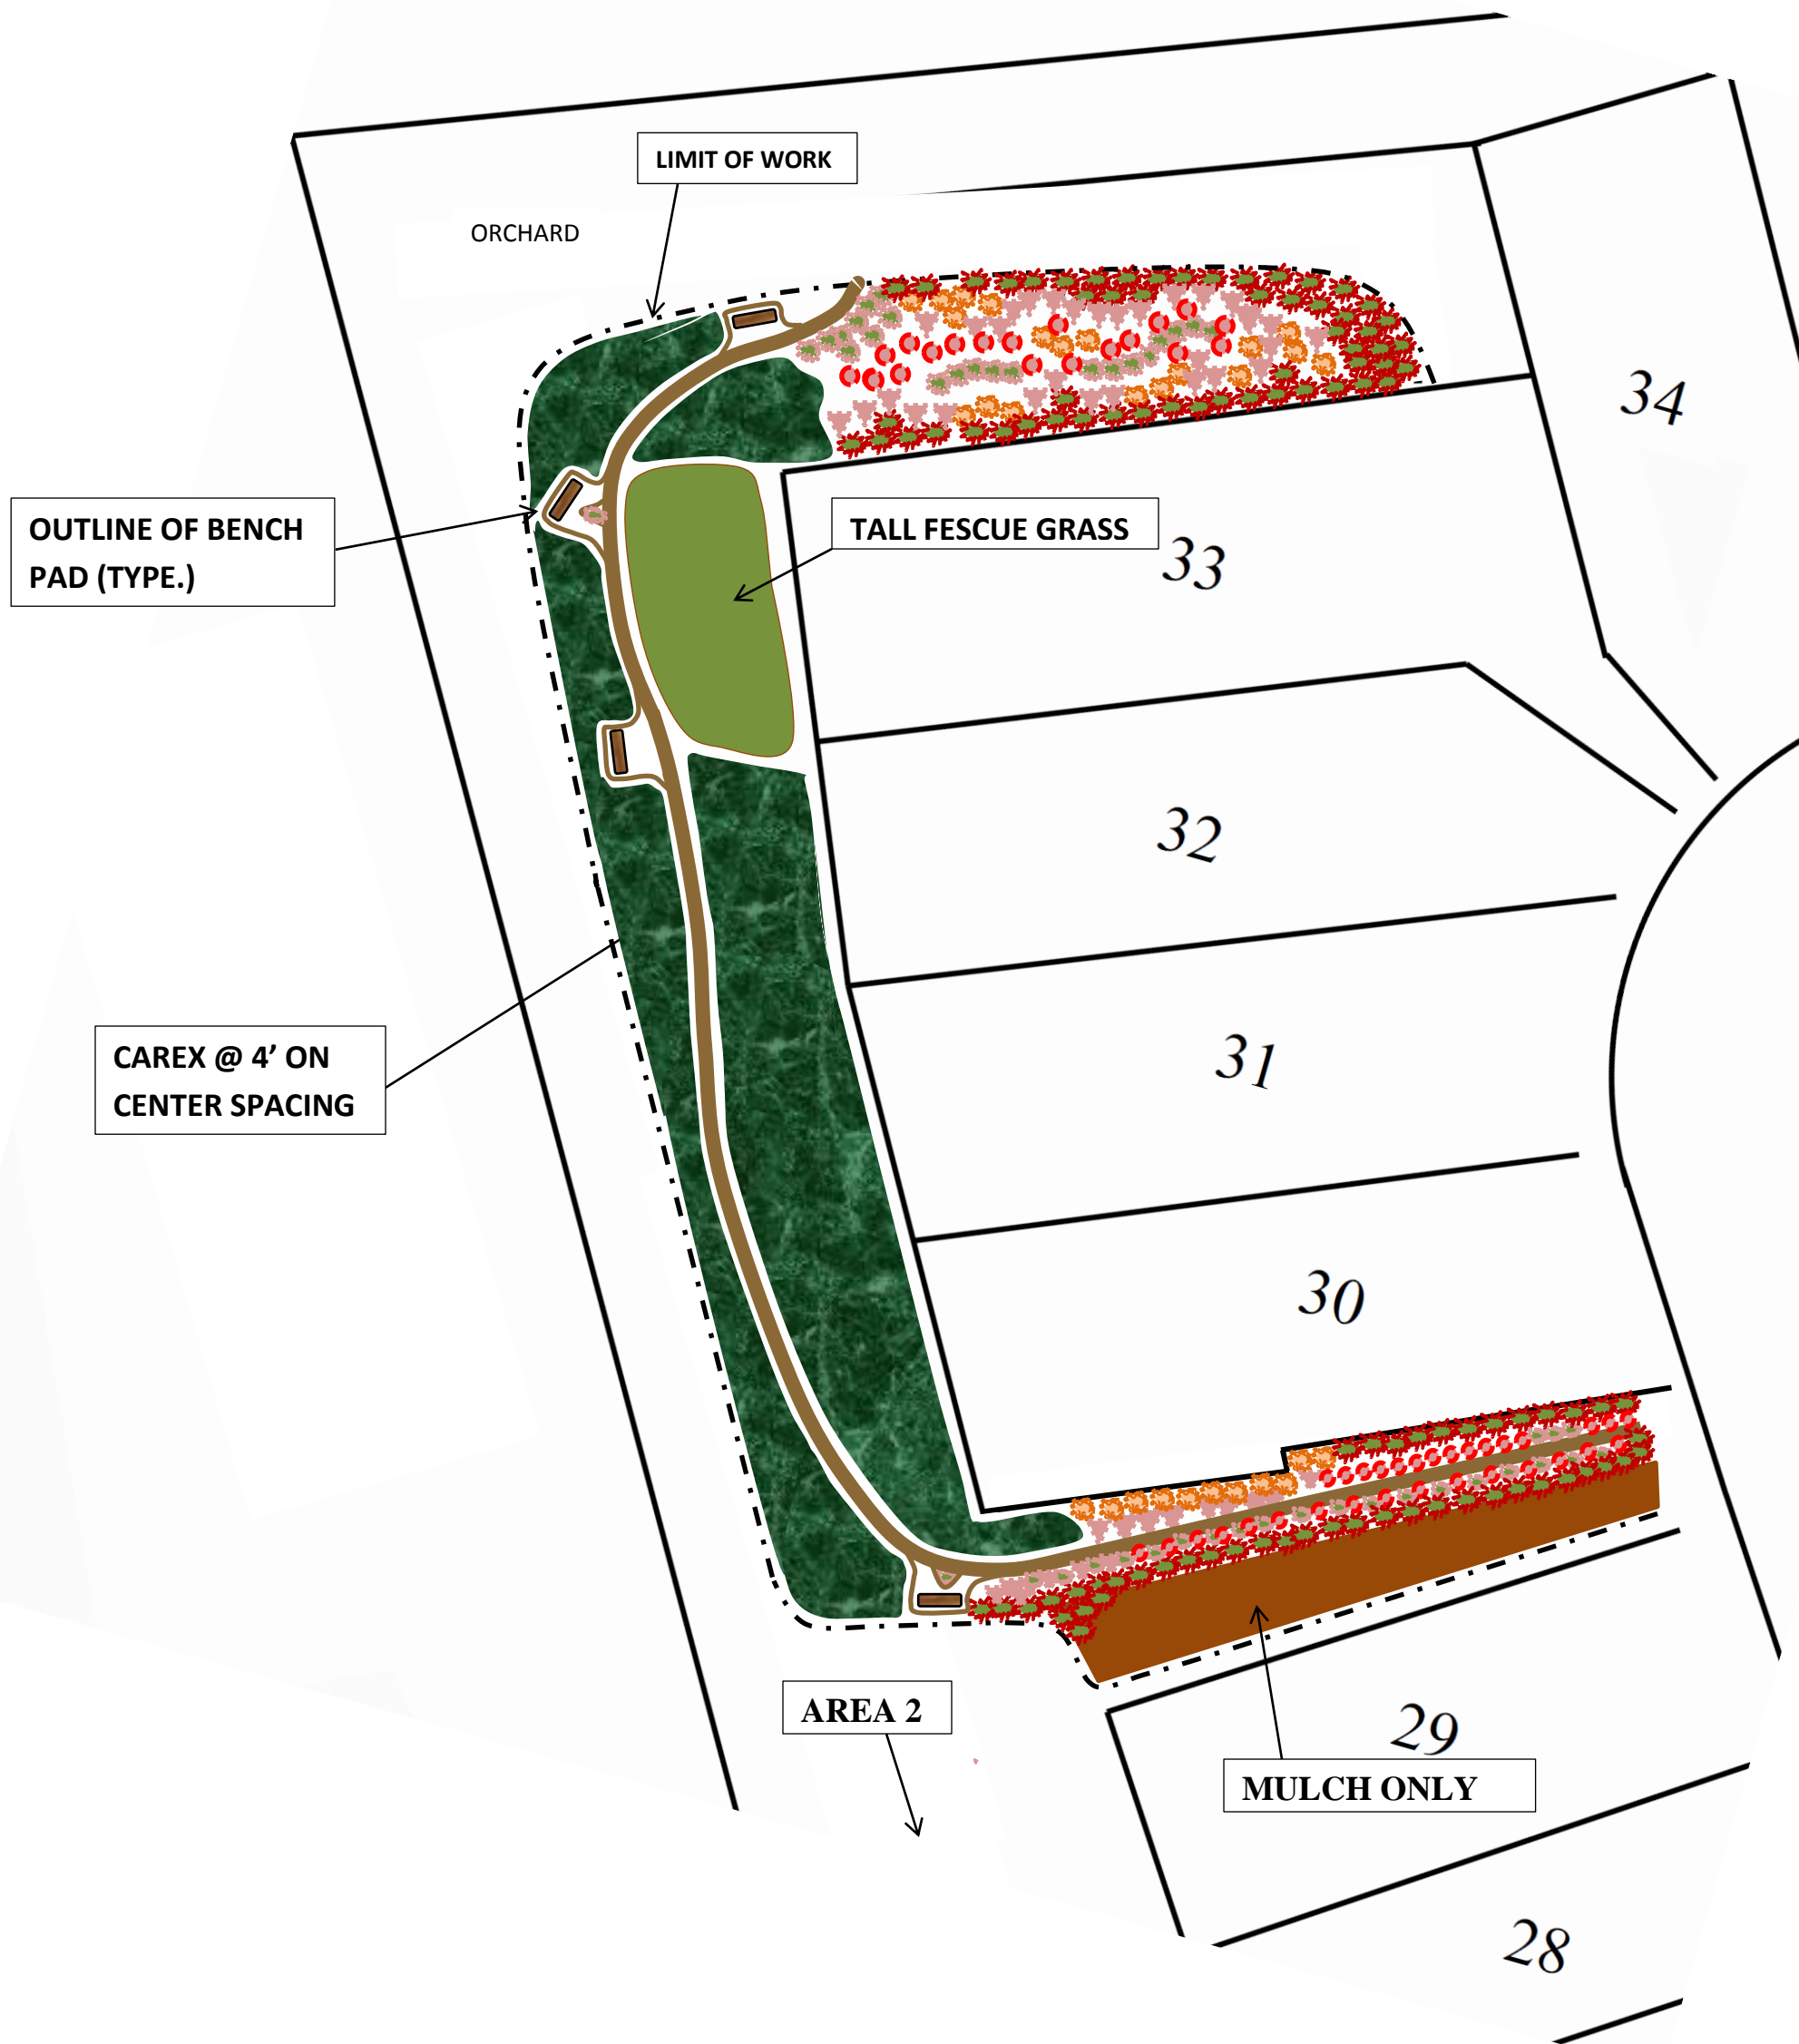 LIMIT OF WORK
ORCHARD
34
OUTLINE OF BENCH
PAD (TYPE.)
TALL FESCUE GRASS
33
32
CAREX @ 4’ ON
CENTER SPACING
31
30
AREA 2
29
MULCH ONLY
28